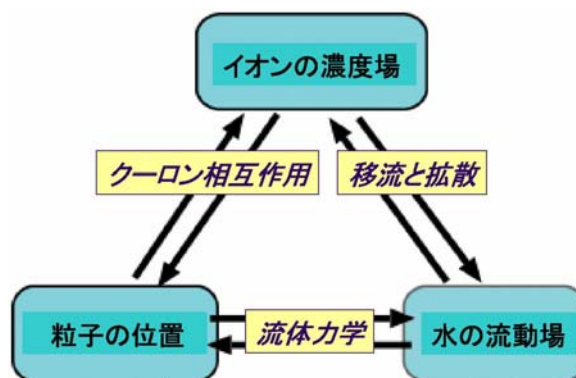 イオンの濃度場
クーロン相互作用
移流と拡散
粒子の位置
流体力学
水の流動場